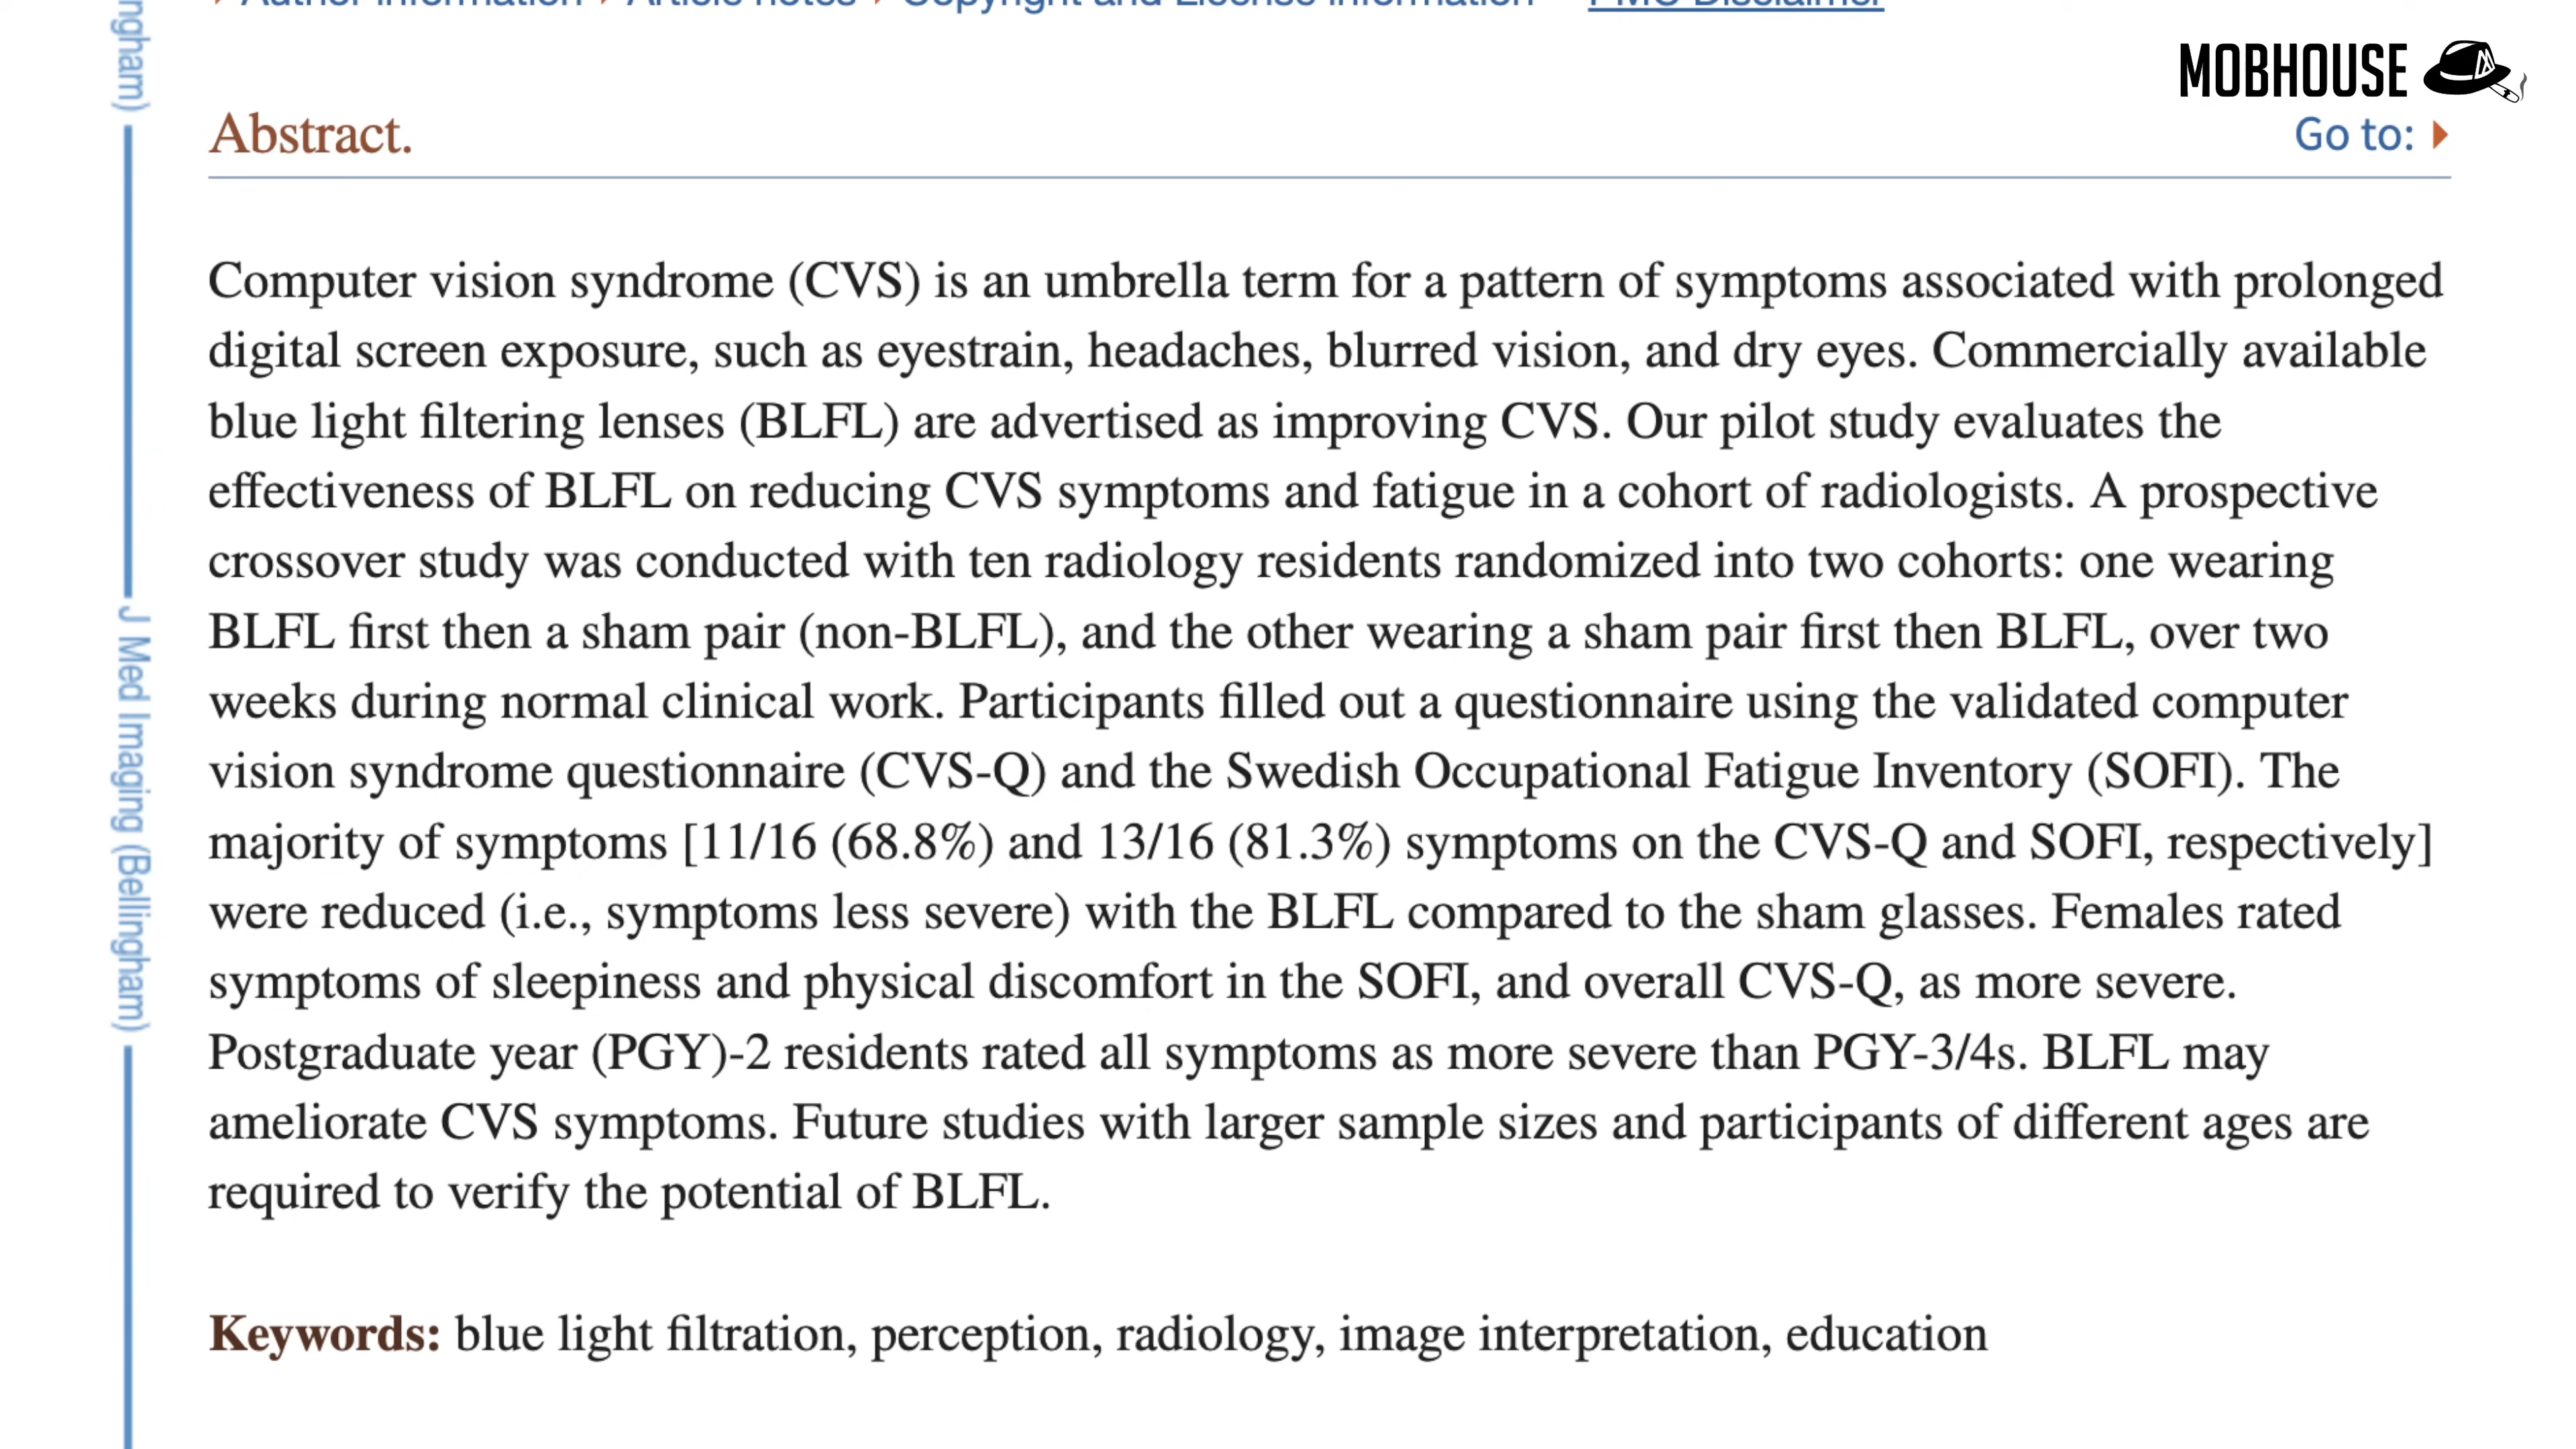 Author information Article notes Copyright and License information PMC Disclaimer
MOBHOUSE
Abstract.
Go to:
Computer vision syndrome (CVS) is an umbrella term for a pattern of symptoms associated with prolonged
digital screen exposure, such as eyestrain, headaches, blurred vision, and dry eyes. Commercially available
blue light filtering lenses (BLFL) are advertised as improving CVS. Our pilot study evaluates the
effectiveness of BLFL on reducing CVS symptoms and fatigue in a cohort of radiologists. A prospective
crossover study was conducted with ten radiology residents randomized into two cohorts: one wearing
BLFL first then a sham pair (non-BLFL), and the other wearing a sham pair first then BLFL, over two
weeks during normal clinical work. Participants filled out a questionnaire using the validated computer
vision syndrome questionnaire (CVS-Q) and the Swedish Occupational Fatigue Inventory (SOFI). The
majority of symptoms [11/16 (68.8%) and 13/16 (81.3%) symptoms on the CVS-Q and SOFI, respectively]
were reduced (i.e., symptoms less severe) with the BLFL compared to the sham glasses. Females rated
symptoms of sleepiness and physical discomfort in the SOFI, and overall CVS-Q, as more severe.
Postgraduate year (PGY)-2 residents rated all symptoms as more severe than PGY-3/4s. BLFL may
ameliorate CVS symptoms. Future studies with larger sample sizes and participants of different ages are
required to verify the potential of BLFL.
Keywords: blue light filtration, perception, radiology, image interpretation, education
ngham)
J Med Imaging (Bellingham)